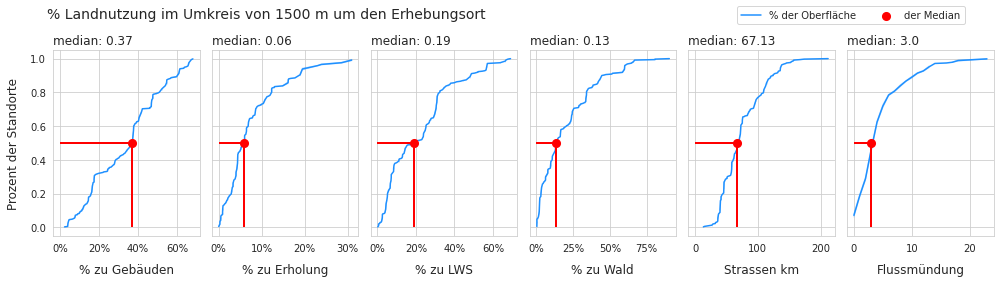 % Landnutzung im Umkreis von 1500 m um den Erhebungsort
% der Oberfläche
der Median
median: 0.37
median: 0.06
median: 0.19
median: 0.13
median: 67.13
median: 3.0
Prozent der Standorte
1.0
0.8
0.6
0.4
0.2
0.0
0% 20% 40% 60%
0% 10% 20% 30%
0% 20% 40% 60%
0% 25% 50% 75%
0 100 200
0 20
% zu Gebäuden
% zu Erholung
% zu LWS
% zu Wald
Strassen km
Flussmündung